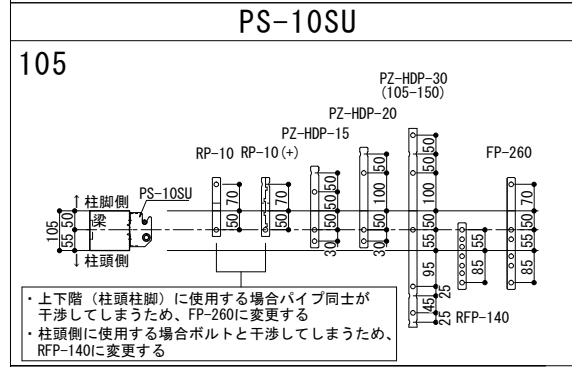 PS-10SU
105
PZ-HDP-30
(105-150)
PZ-HDP-20
PZ-HDP-15
RP-10 RP-10(+)
FP-260
PS-10SU
↑柱脚側
梁
↓柱頭側
105
55 50
50 70
50 70
30 50 50 50
30 50 100 50
25 45 25 95 55 50 100 50 50
85 55
85 55 50 70
RFP-140
・上下階（柱頭柱脚）に使用する場合パイプ同士が
干渉してしまうため、FP-260に変更する
・柱頭側に使用する場合ボルトと干渉してしまうため、
RFP-140に変更する